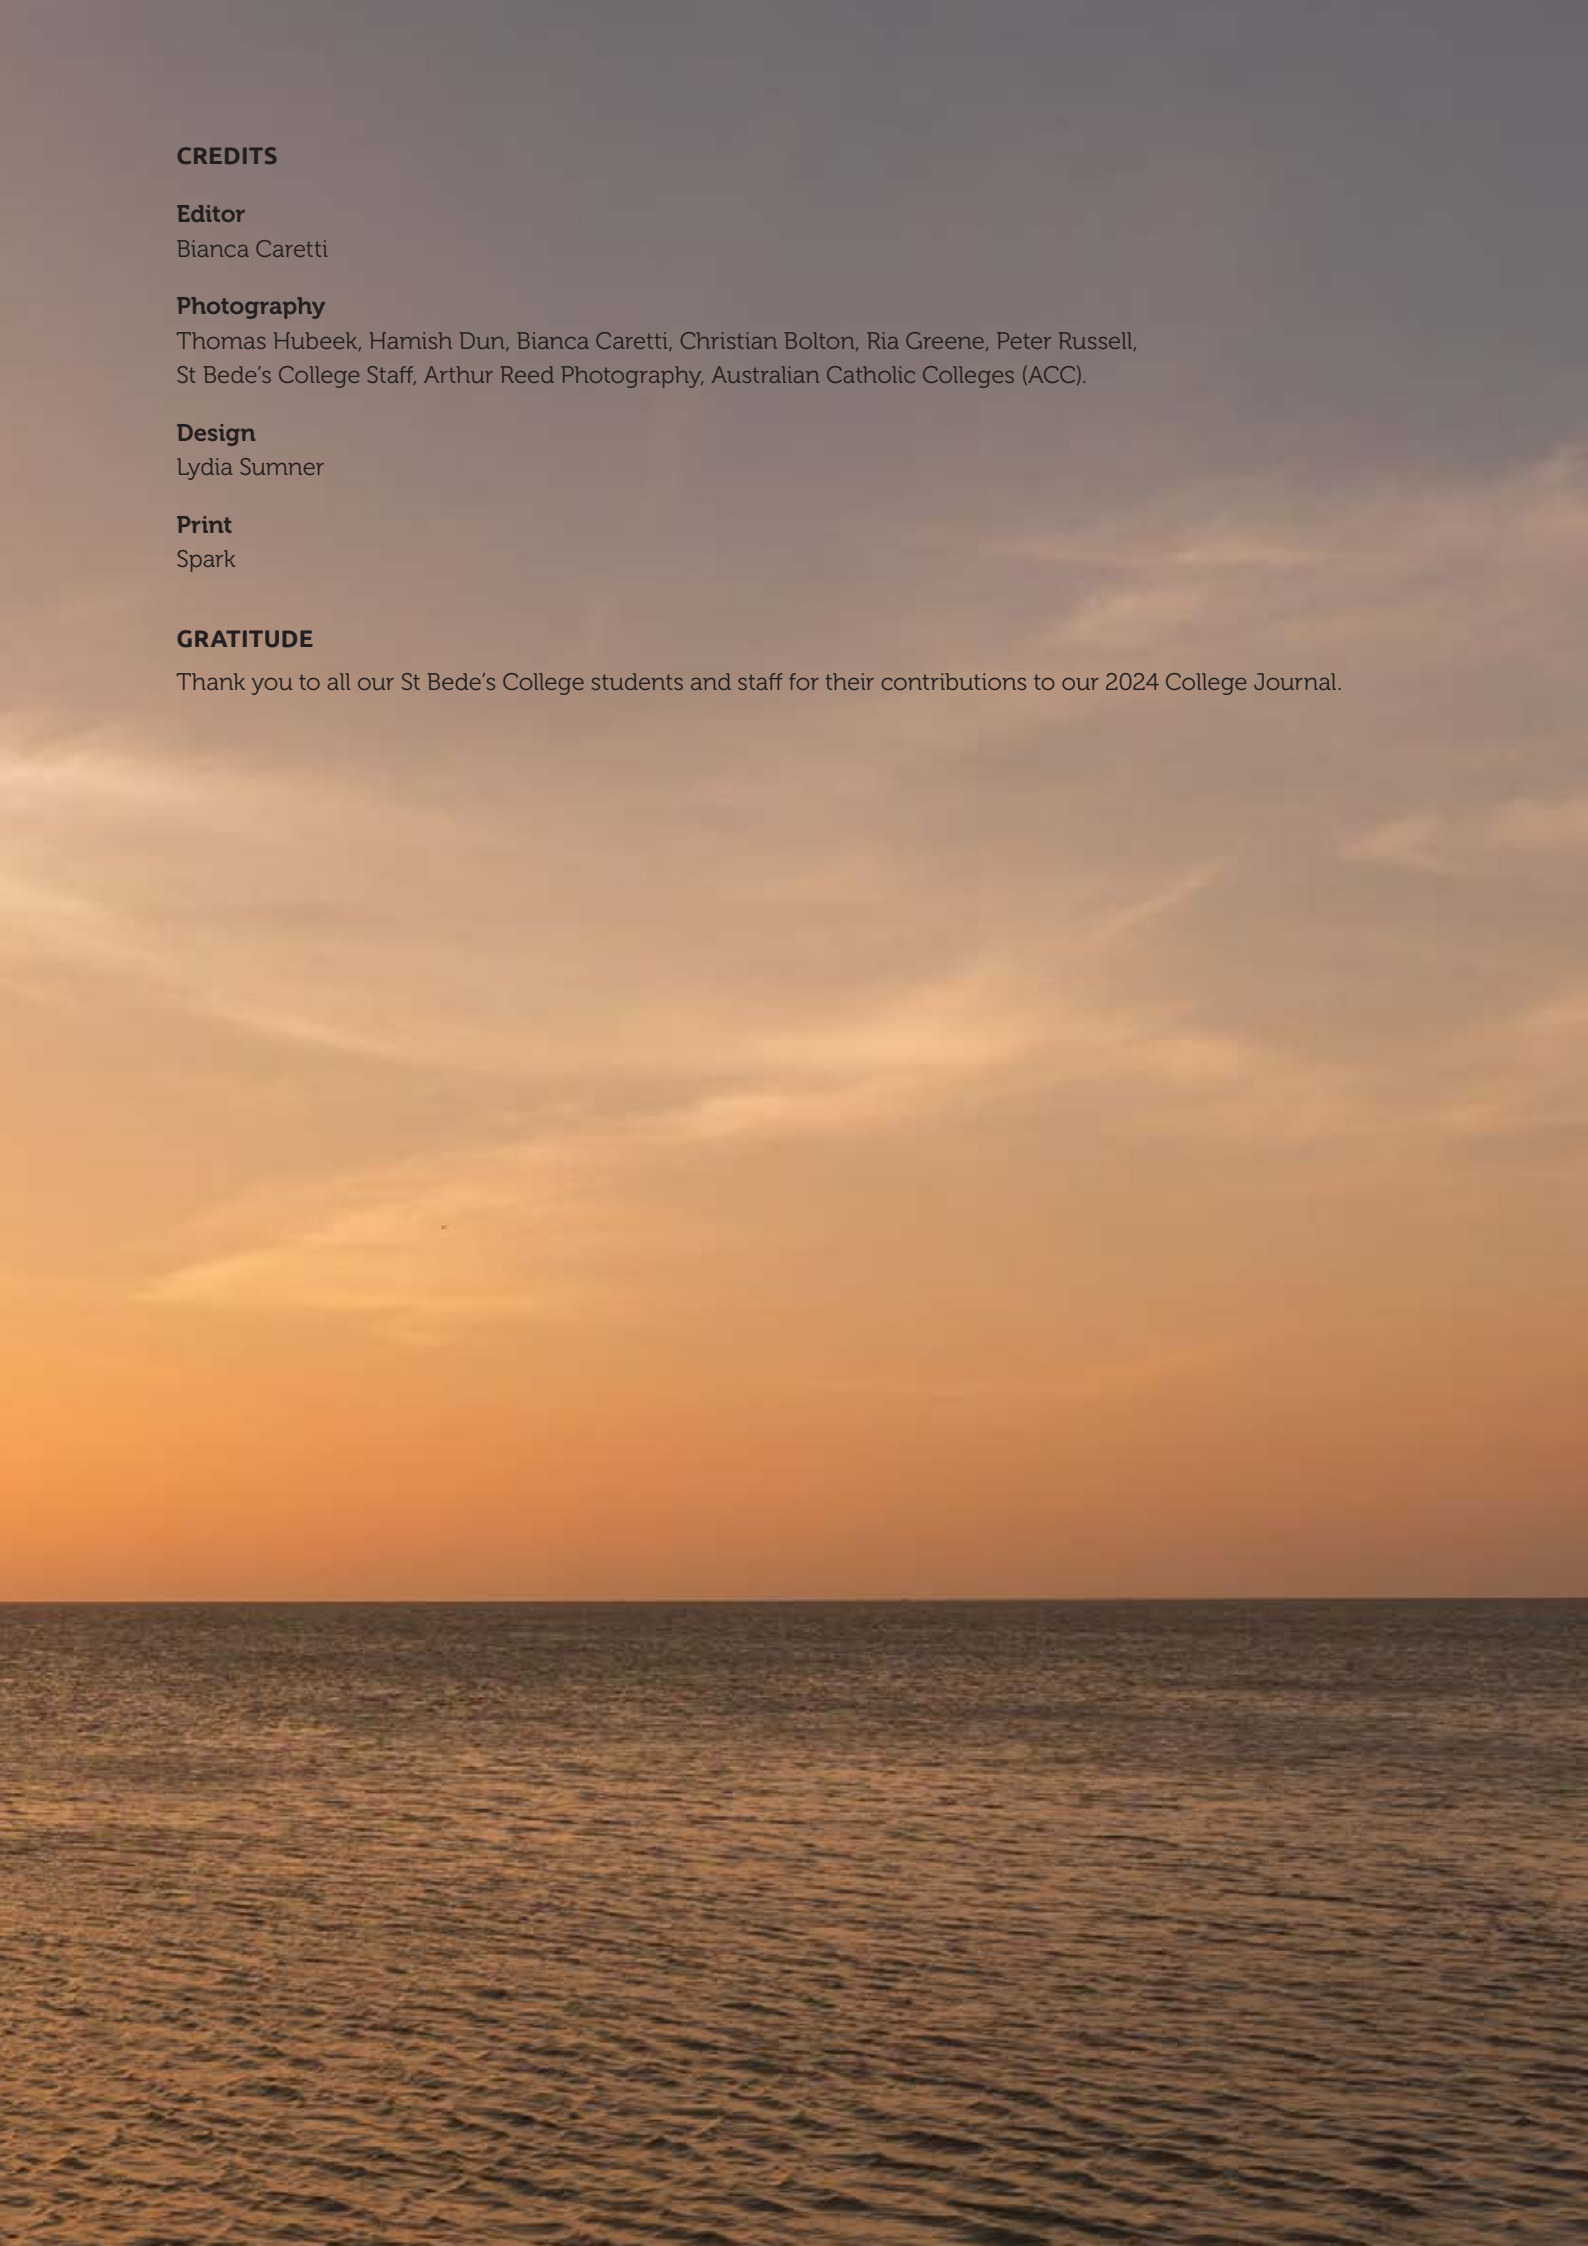 CREDITS
Editor
Bianca Caretti
Photography
Thomas Hubeek, Hamish Dun, Bianca Caretti, Christian Bolton, Ria Greene, Peter Russell,
St Bede’s College Staff, Arthur Reed Photography, Australian Catholic Colleges (ACC).
Design
Lydia Sumner
Print
Spark
GRATITUDE
Thank you to all our St Bede’s College students and staff for their contributions to our 2024 College Journal.